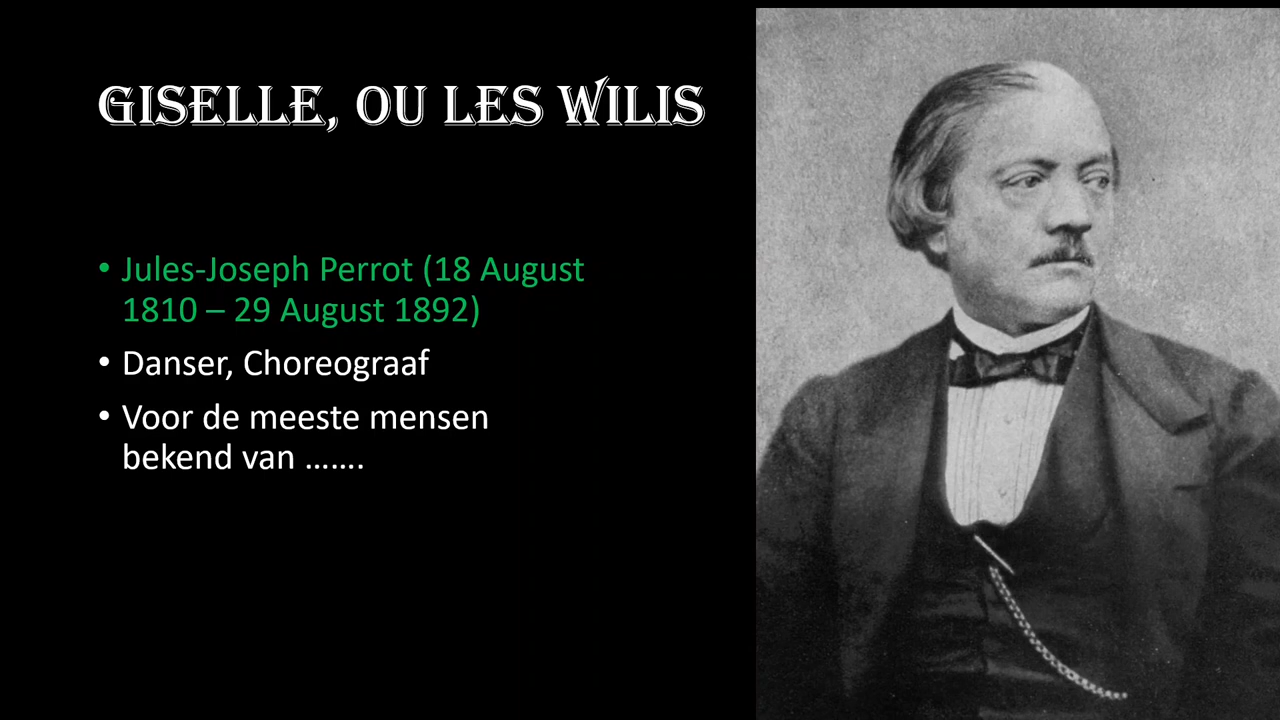 GISELLE, OU LES WILIS
• Jules-Joseph Perrot (18 August
1810 – 29 August 1892)
• Danser, Choreograaf
• Voor de meeste mensen
bekend van …….